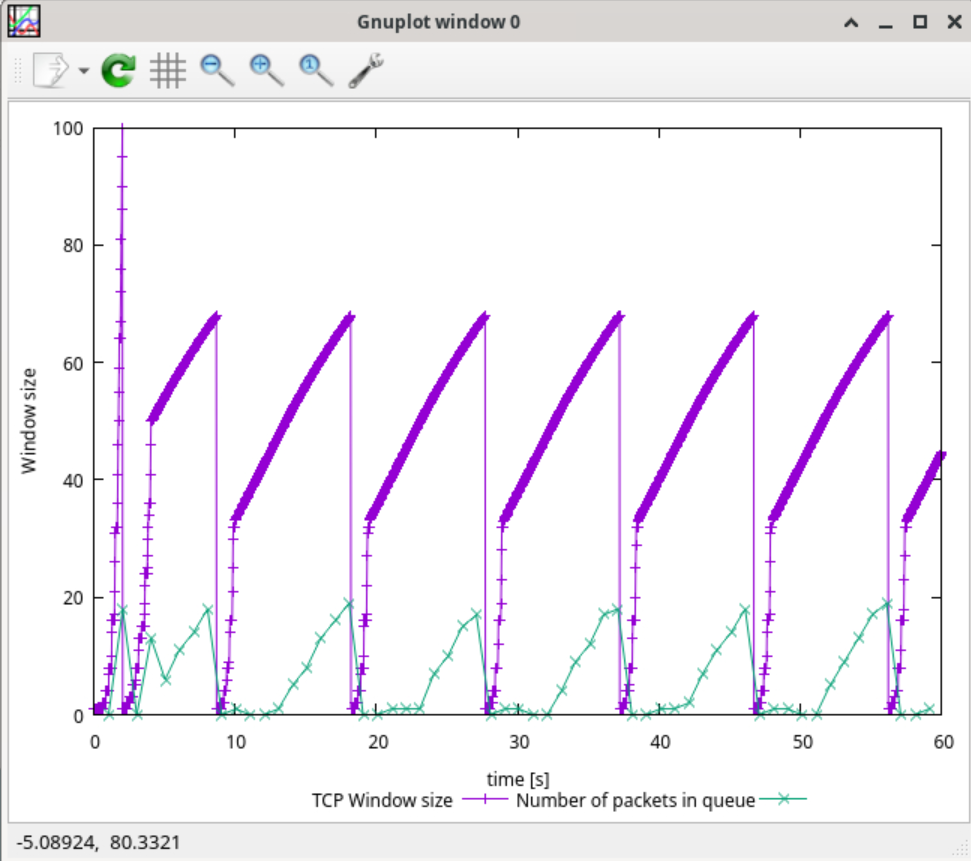 Gnuplot window 0
100
80
60
40
20
0
Window size
0 10 20 30 40 50 60
time [s]
TCP Window size Number of packets in queue
-5.08924, 80.3321